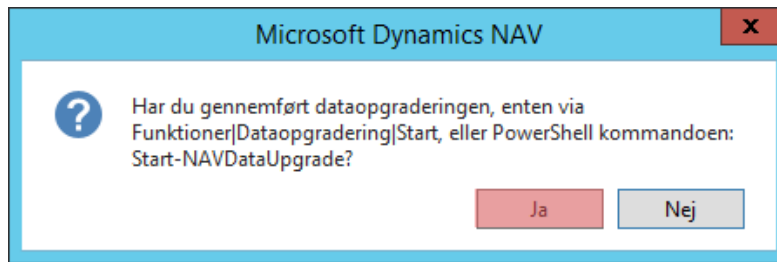 Microsoft Dynamics NAV
x
?
Har du gennemført dataopgraderingen, enten via
Funktioner|Dataopgradering|Start, eller PowerShell kommandoen:
Start-NAVDataUpgrade?
Ja Nej